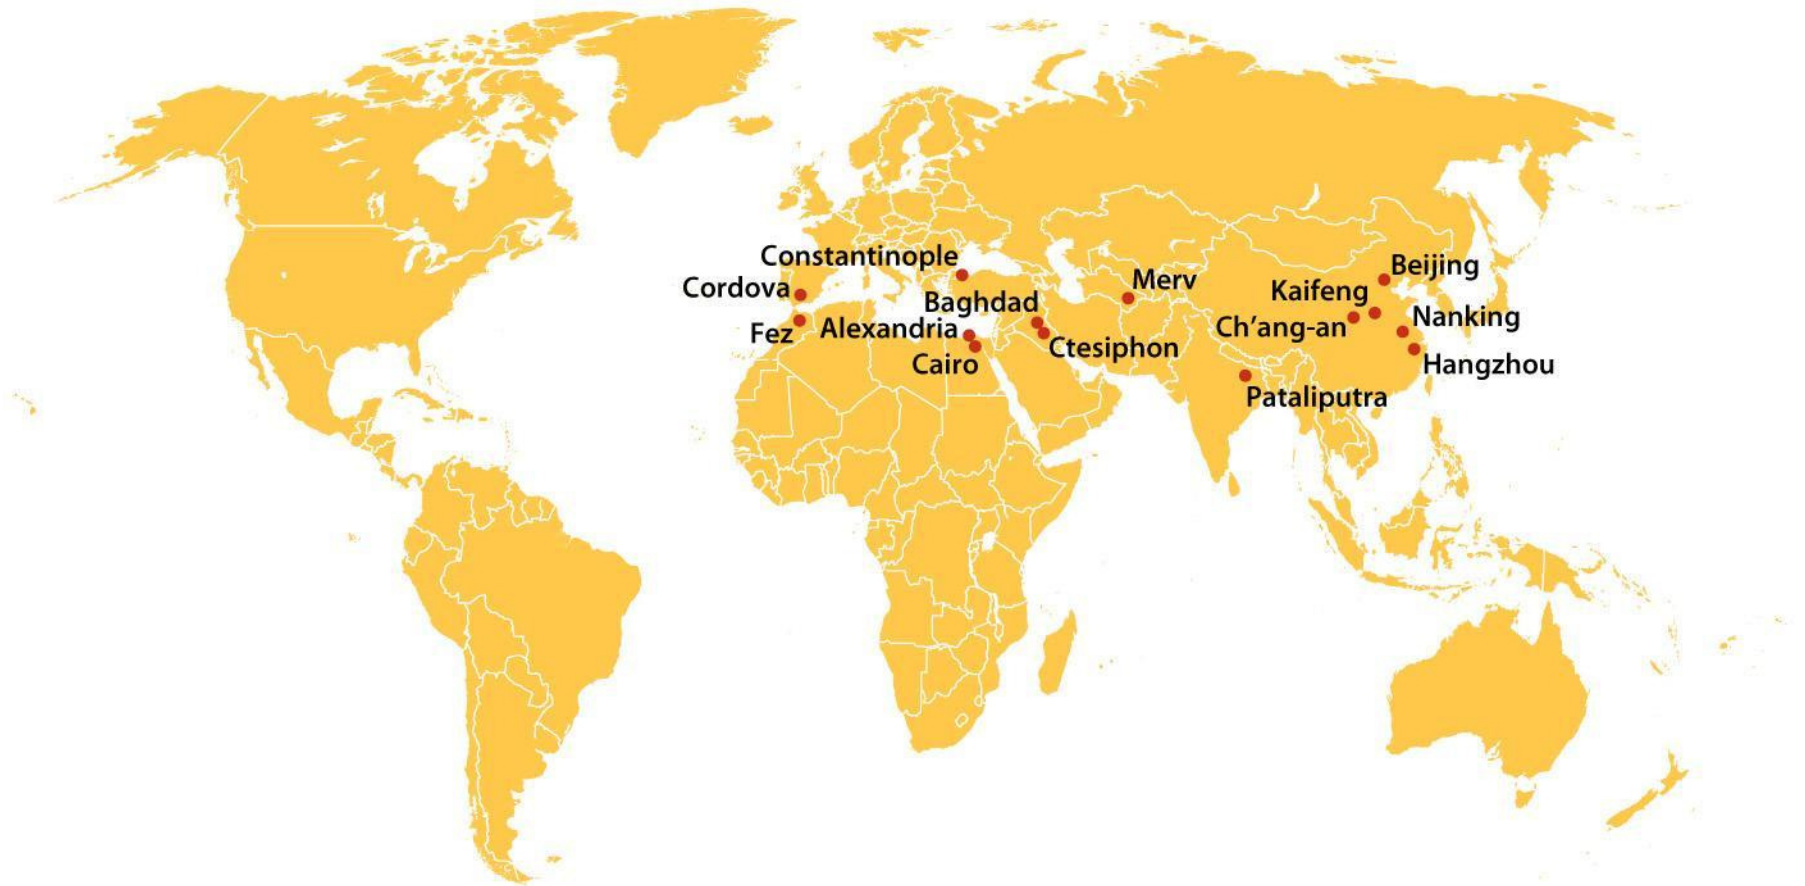 Constantinople
Cordova
Fez
Alexandria
Cairo
Baghdad
Ctesiphon
Merv
Beijing
Kaifeng
Ch’ang-an
Nanking
Hangzhou
Pataliputra